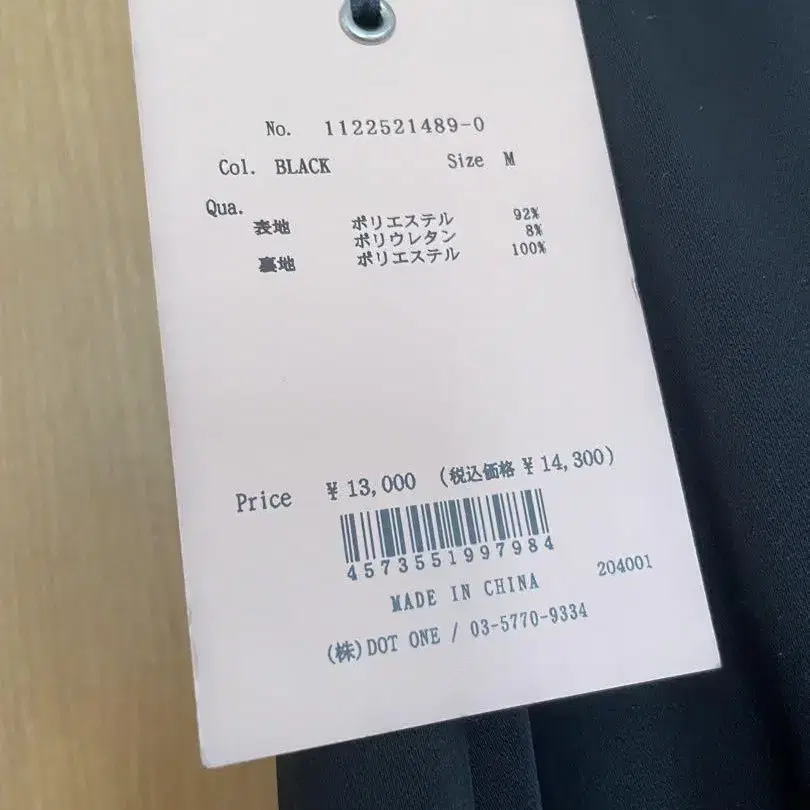 No. 1122521489-0
Col. BLACK Size M
Qua.
表地 ポリエステル 92%
ポリウレタン 8%
裏地 ポリエステル 100%
Price ¥13,000 (税込価格 ¥14,300)
4573551997984
MADE IN CHINA 204001
(株)DOT ONE / 03-5770-9334